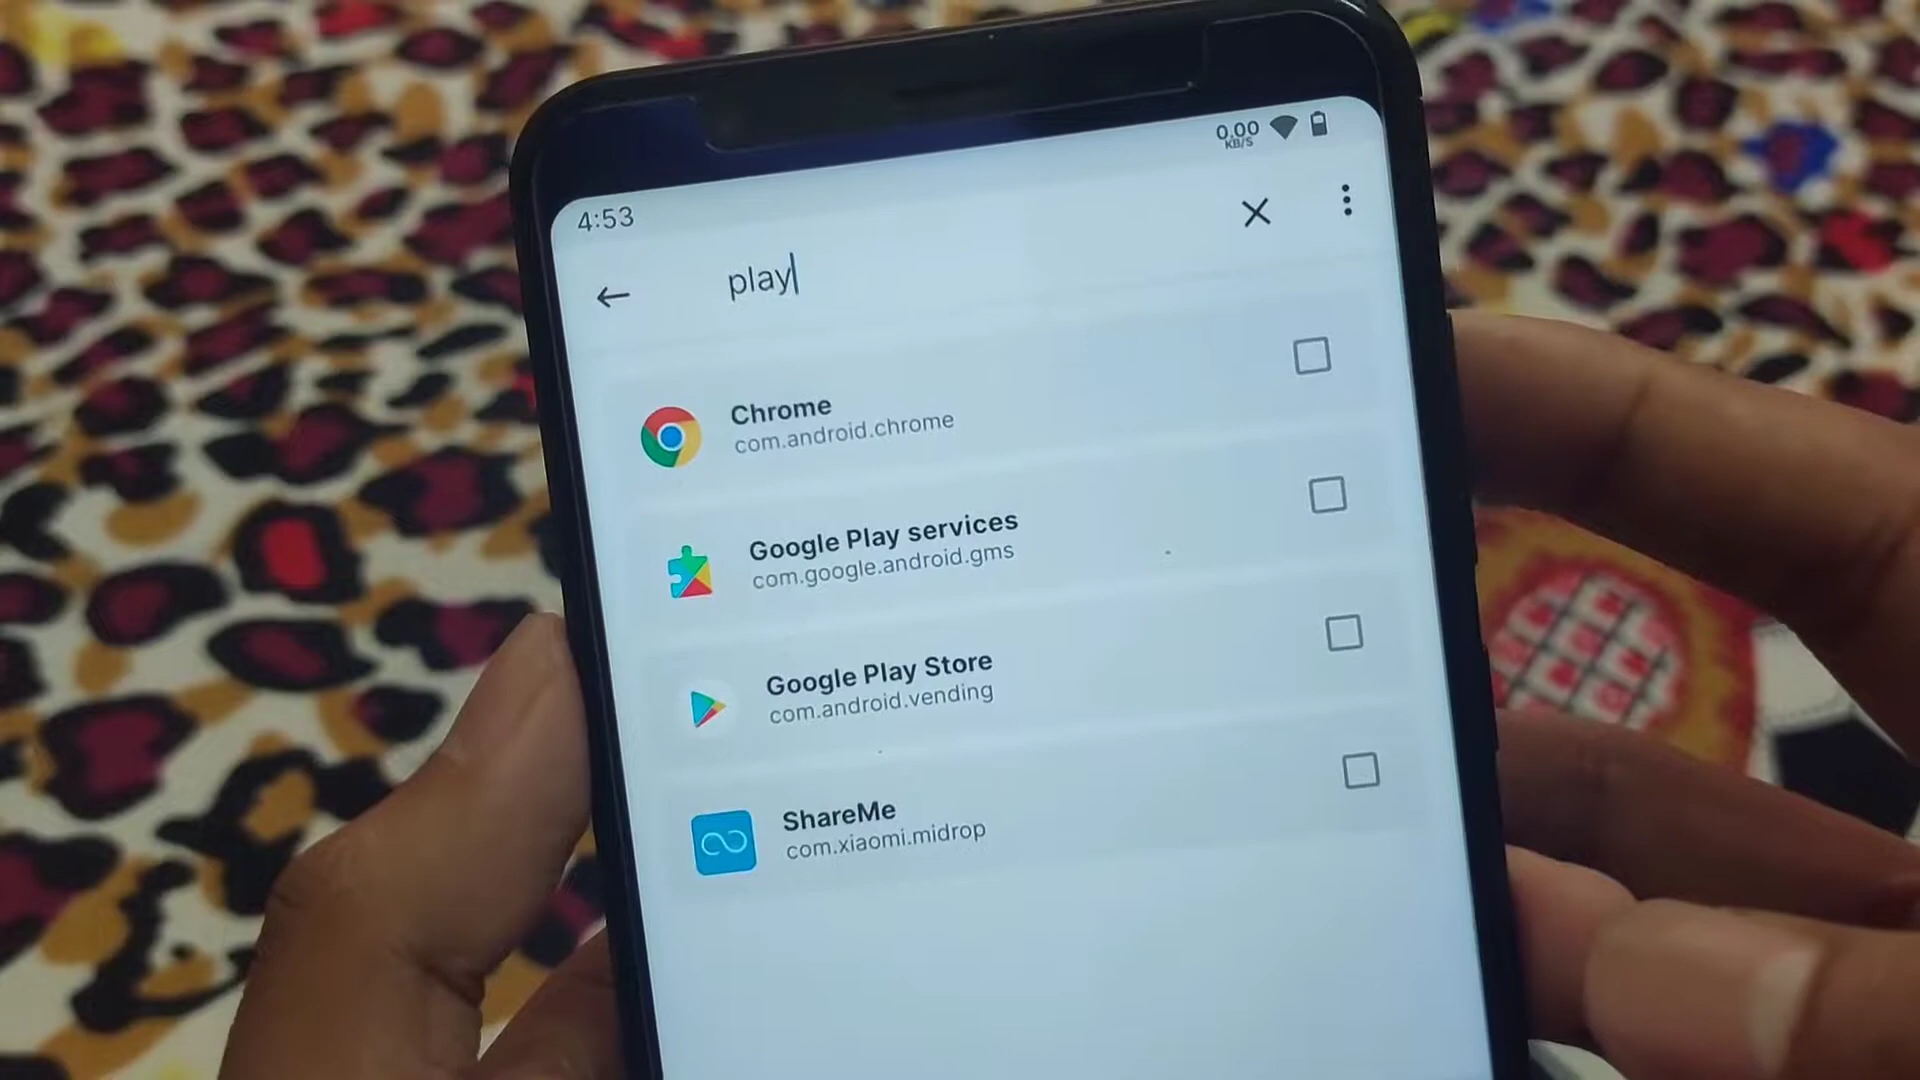 4:53
0.00
KB/S
play
Chrome
com.android.chrome
Google Play services
com.google.android.gms
Google Play Store
com.android.vending
ShareMe
com.xiaomi.midrop